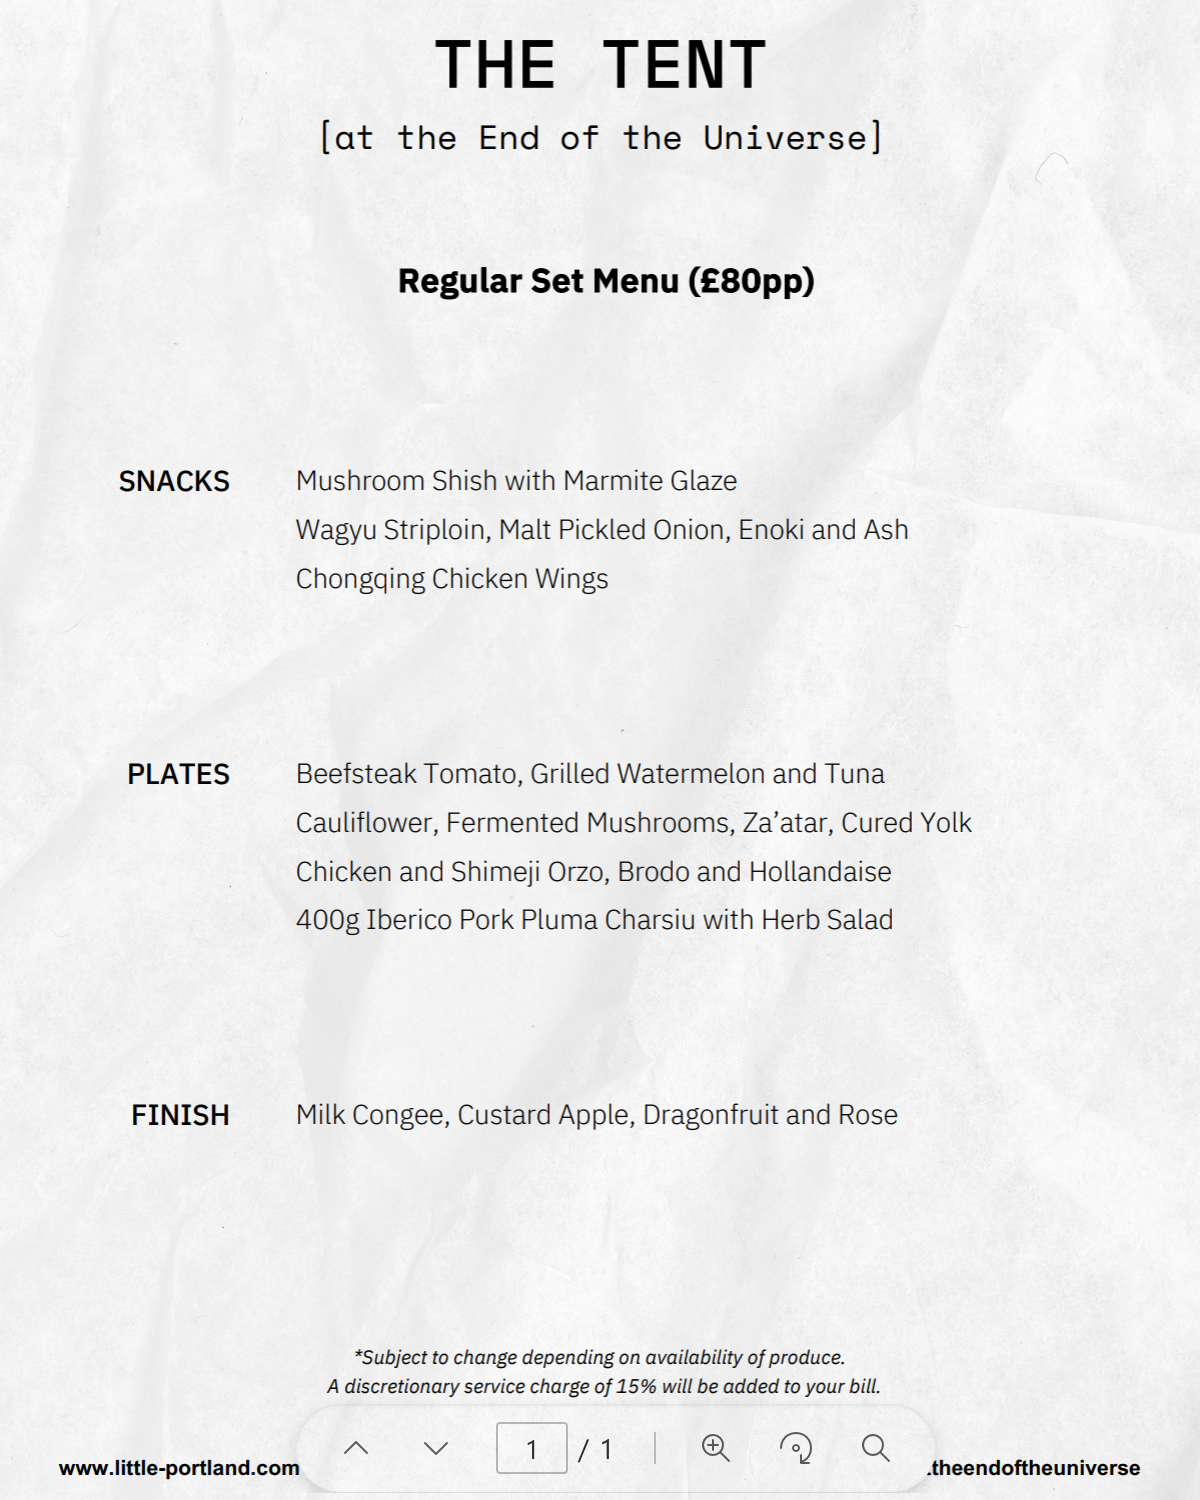 THE TENT
[at the End of the Universe]
Regular Set Menu (£80pp)
SNACKS
Mushroom Shish with Marmite Glaze
Wagyu Striploin, Malt Pickled Onion, Enoki and Ash
Chongqing Chicken Wings
PLATES
Beefsteak Tomato, Grilled Watermelon and Tuna
Cauliflower, Fermented Mushrooms, Za’atar, Cured Yolk
Chicken and Shimeji Orzo, Brodo and Hollandaise
400g Iberico Pork Pluma Charsiu with Herb Salad
FINISH
Milk Congee, Custard Apple, Dragonfruit and Rose
*Subject to change depending on availability of produce.
A discretionary service charge of 15% will be added to your bill.
1 / 1
www.little-portland.com
theendoftheuniverse